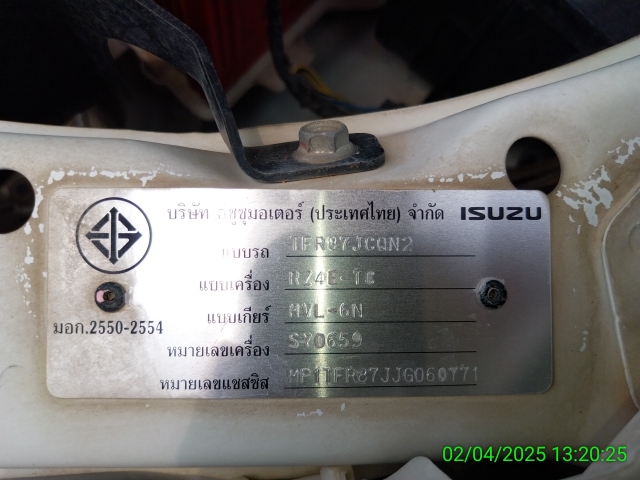 บริษัท อีซูซุมอเตอร์ (ประเทศไทย) จำกัด ISUZU
แบบรถ TFR87JCQN2
แบบเครื่อง RZ4E-TC
แบบเกียร์ MVL-6N
มอก.2550-2554
หมายเลขเครื่อง
หมายเลขแชสซิส
02/04/2025 13:20:25